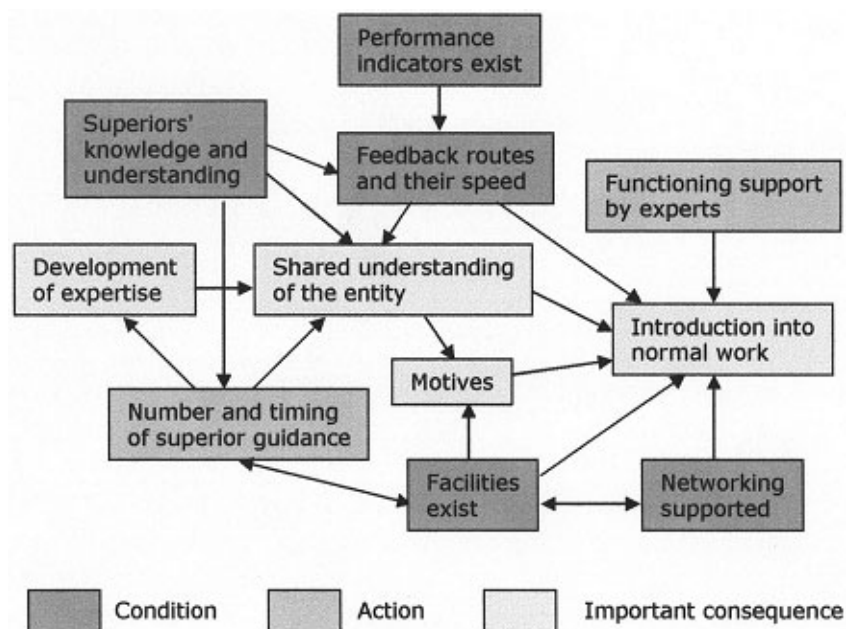 Performance
indicators exist
Superiors'
knowledge and
understanding
Feedback routes
and their speed
Functioning support
by experts
Development
of expertise
Shared understanding
of the entity
Introduction into
normal work
Motives
Number and timing
of superior guidance
Facilities
exist
Networking
supported
Condition
Action
Important consequence